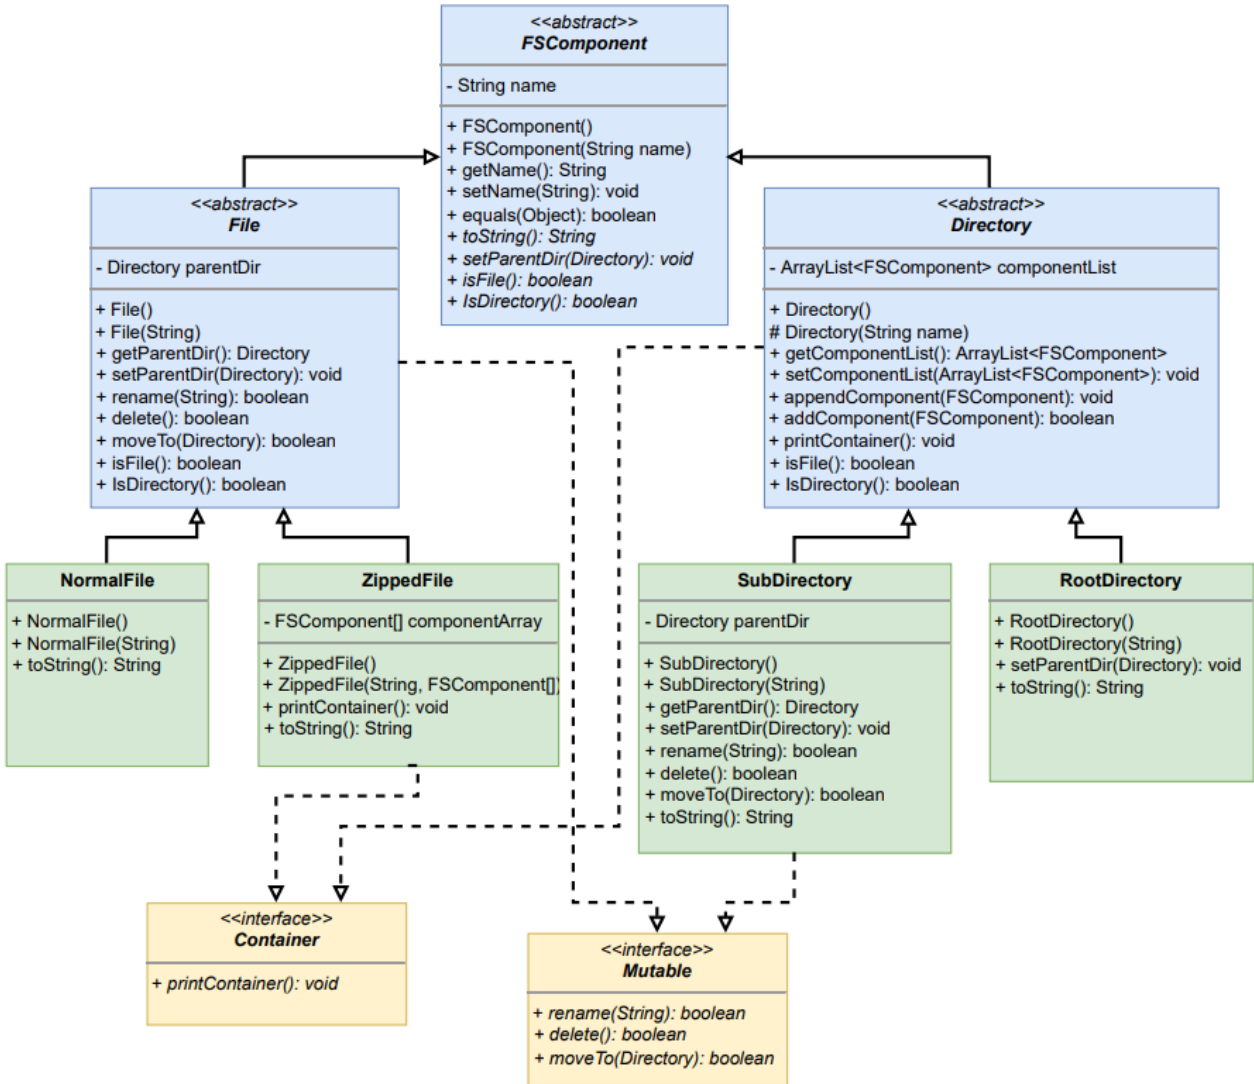 <<abstract>>
FSComponent
- String name
+ FSComponent()
+ FSComponent(String name)
+ getName(): String
+ setName(String): void
+ equals(Object): boolean
+ toString(): String
+ setParentDir(Directory): void
+ isFile(): boolean
+ IsDirectory(): boolean
<<abstract>>
File
- Directory parentDir
+ File()
+ File(String)
+ getParentDir(): Directory
+ setParentDir(Directory): void
+ rename(String): boolean
+ delete(): boolean
+ moveTo(Directory): boolean
+ isFile(): boolean
+ IsDirectory(): boolean
<<abstract>>
Directory
- ArrayList<FSComponent> componentList
+ Directory()
# Directory(String name)
+ getComponentList(): ArrayList<FSComponent>
+ setComponentList(ArrayList<FSComponent>): void
+ appendComponent(FSComponent): void
+ addComponent(FSComponent): boolean
+ printContainer(): void
+ isFile(): boolean
+ IsDirectory(): boolean
NormalFile
+ NormalFile()
+ NormalFile(String)
+ toString(): String
ZippedFile
- FSComponent[] componentArray
+ ZippedFile()
+ ZippedFile(String, FSComponent[])
+ printContainer(): void
+ toString(): String
SubDirectory
- Directory parentDir
+ SubDirectory()
+ SubDirectory(String)
+ getParentDir(): Directory
+ setParentDir(Directory): void
+ rename(String): boolean
+ delete(): boolean
+ moveTo(Directory): boolean
+ toString(): String
RootDirectory
+ RootDirectory()
+ RootDirectory(String)
+ setParentDir(Directory): void
+ toString(): String
<<interface>>
Container
+ printContainer(): void
<<interface>>
Mutable
+ rename(String): boolean
+ delete(): boolean
+ moveTo(Directory): boolean